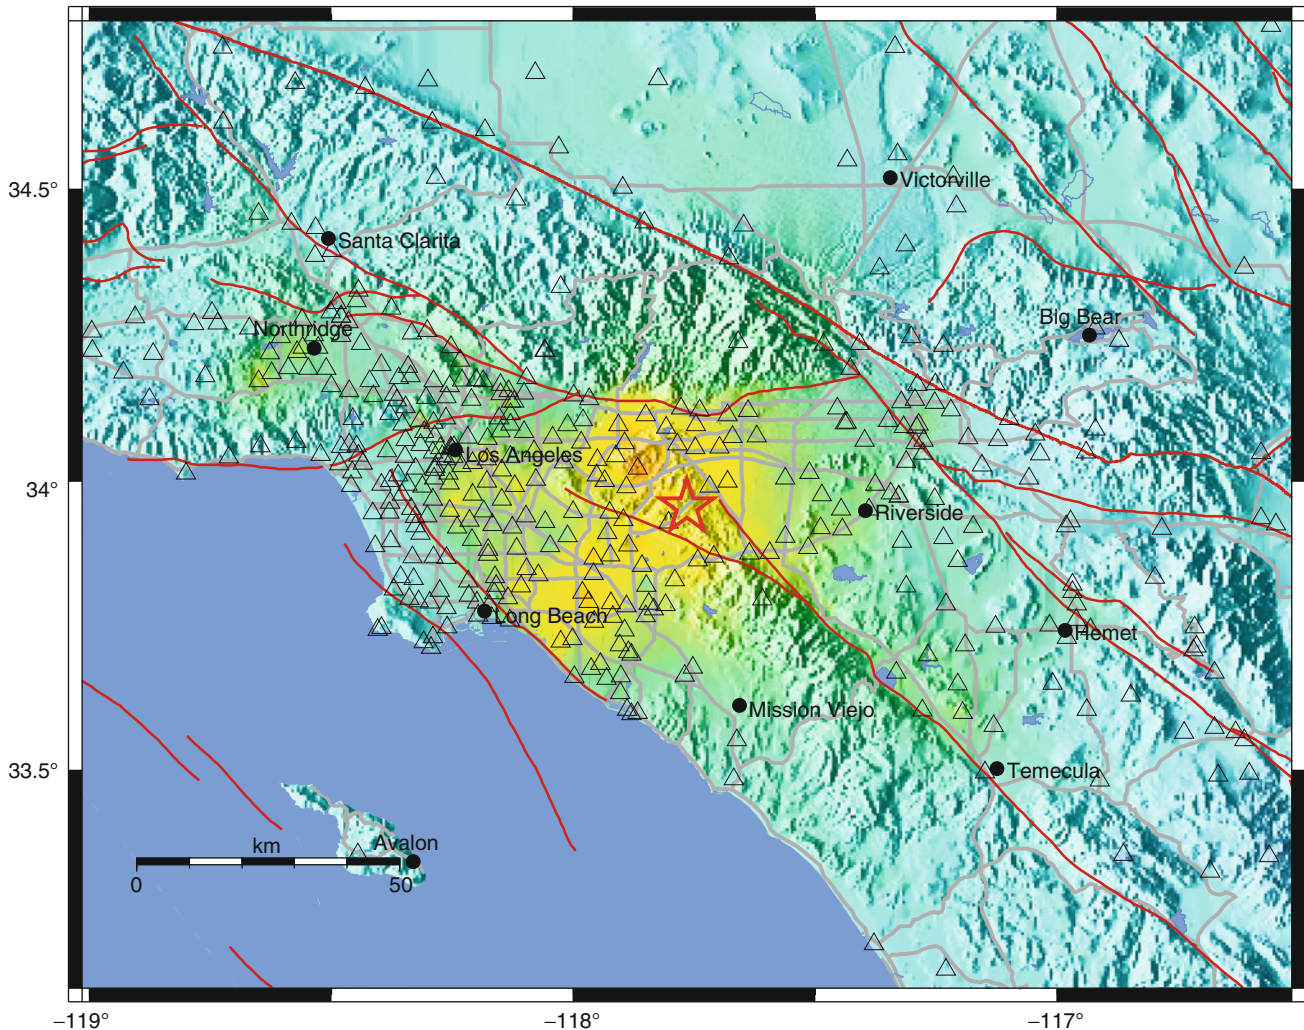 34.5°
Victorville
Santa Clarita
Big Bear
Northridge
Los Angeles
34°
Riverside
Long Beach
Hemet
Mission Viejo
33.5°
Temecula
km
Avalon
0
50
−119°
−118°
−117°